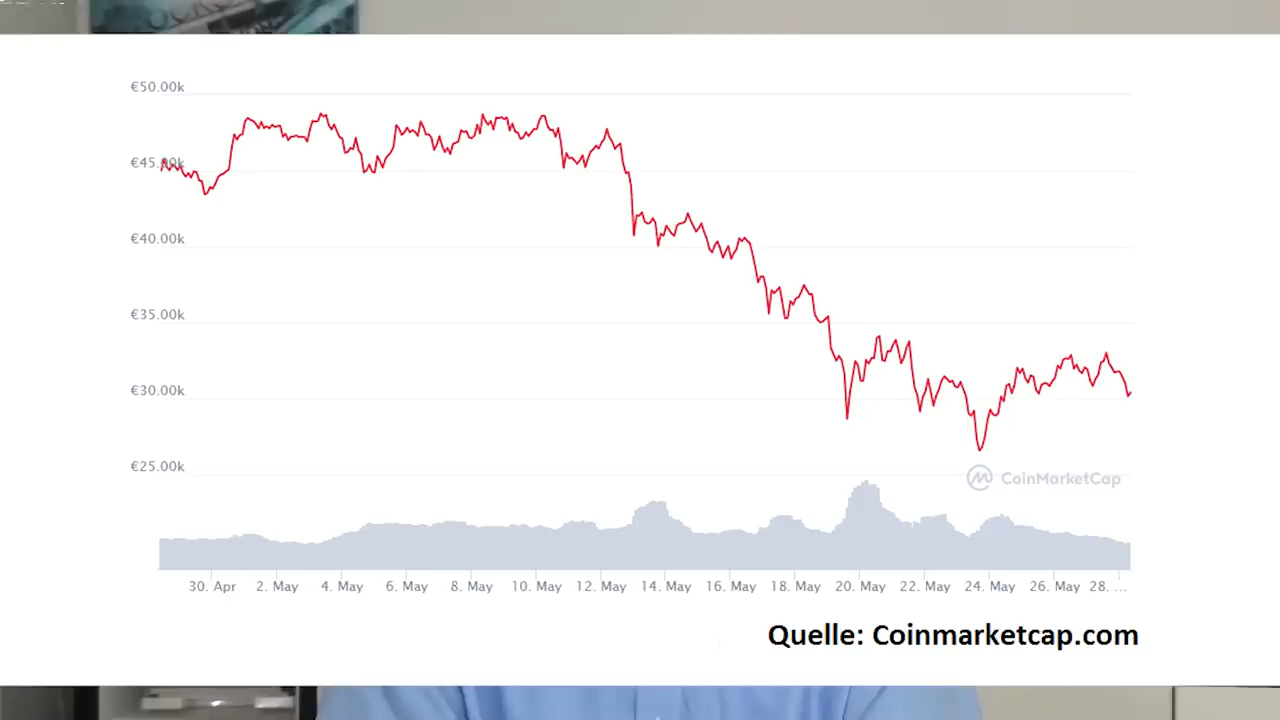 €50.00k
€45.00k
€40.00k
€35.00k
€30.00k
€25.00k
CoinMarketCap
30. Apr 2. May 4. May 6. May 8. May 10. May 12. May 14. May 16. May 18. May 20. May 22. May 24. May 26. May 28. ...
Quelle: Coinmarketcap.com